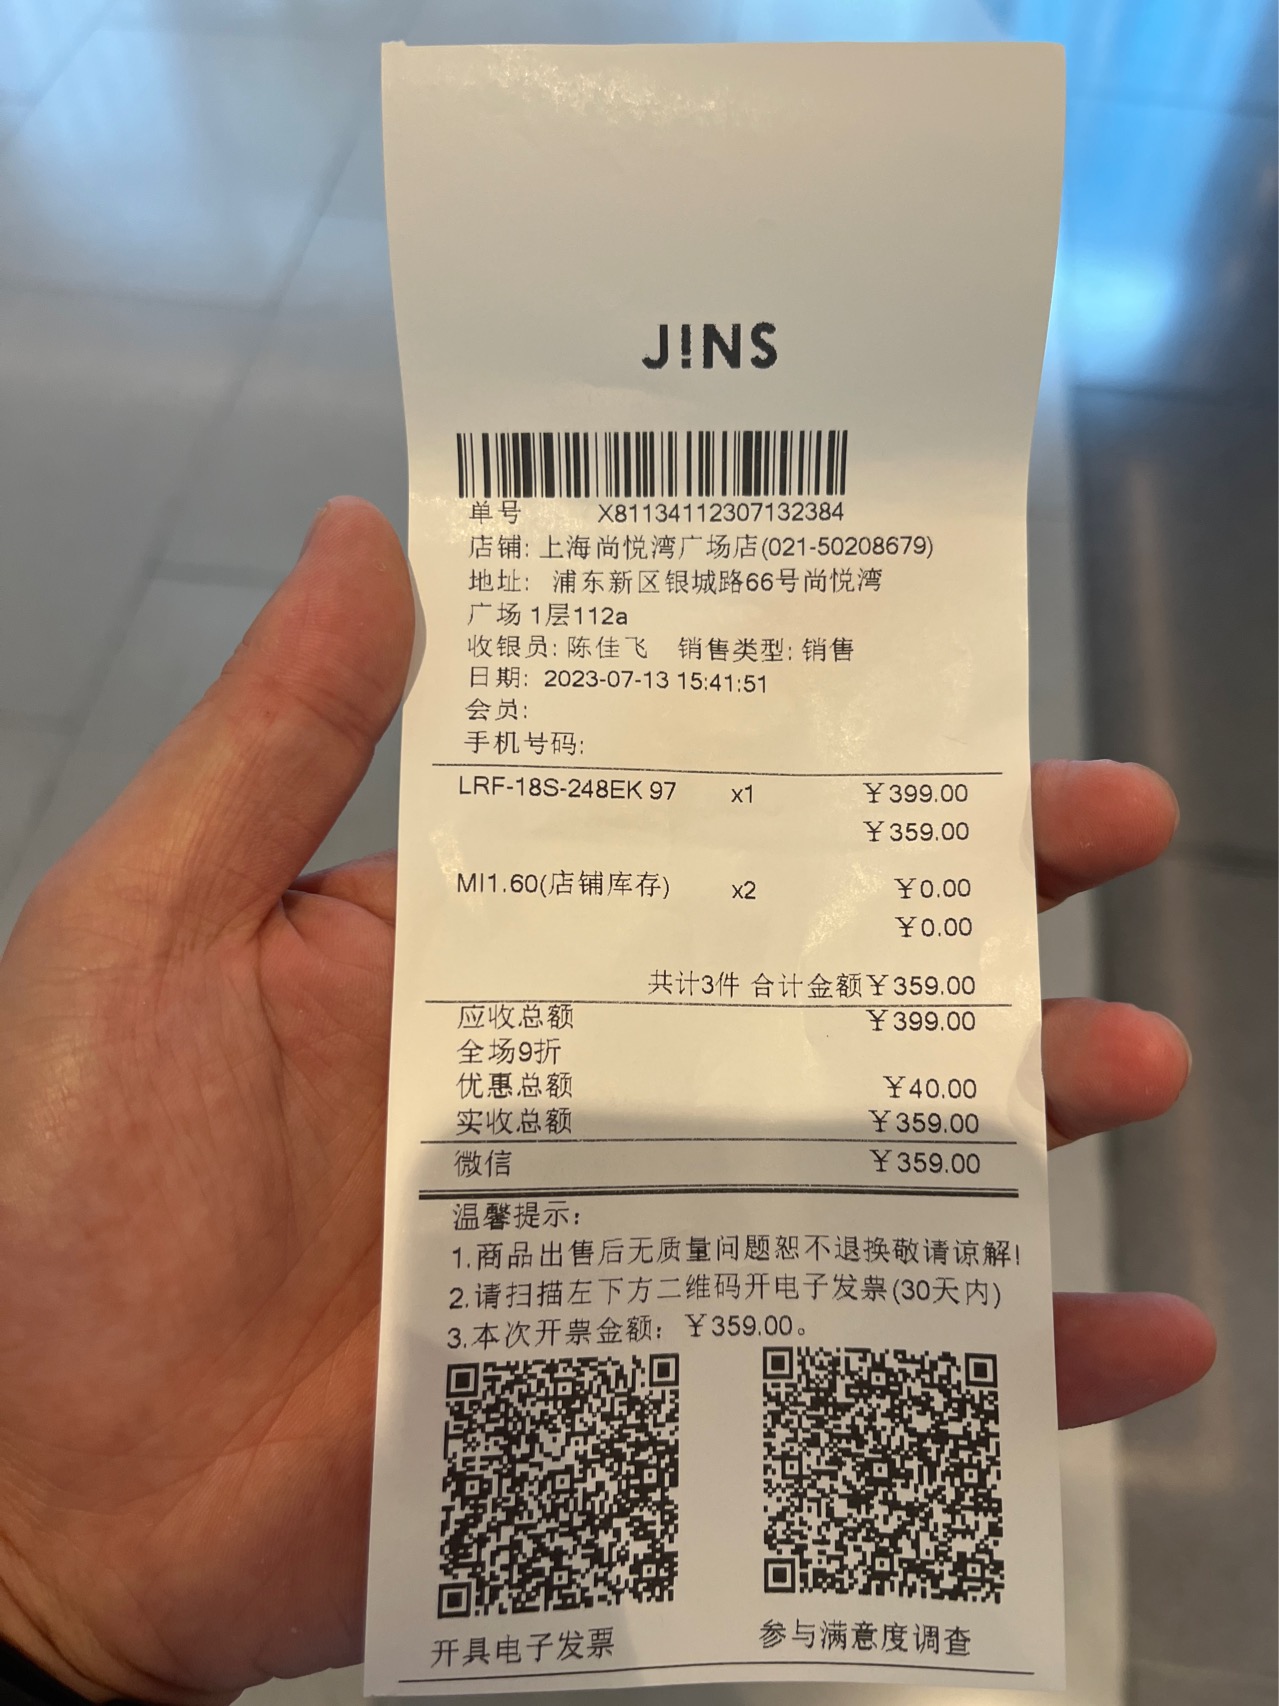 JINS
单号 X81134112307132384
店铺: 上海尚悦湾广场店(021-50208679)
地址: 浦东新区银城路66号尚悦湾
广场 1层112a
收银员: 陈佳飞 销售类型: 销售
日期: 2023-07-13 15:41:51
会员:
手机号码:
LRF-18S-248EK 97 x1 ￥399.00
￥359.00
MI1.60(店铺库存) x2 ￥0.00
￥0.00
共计3件 合计金额￥359.00
应收总额 ￥399.00
全场9折
优惠总额 ￥40.00
实收总额 ￥359.00
微信 ￥359.00
温馨提示:
1.商品出售后无质量问题恕不退换敬请谅解!
2.请扫描左下方二维码开电子发票(30天内)
3.本次开票金额: ￥359.00。
开具电子发票 参与满意度调查